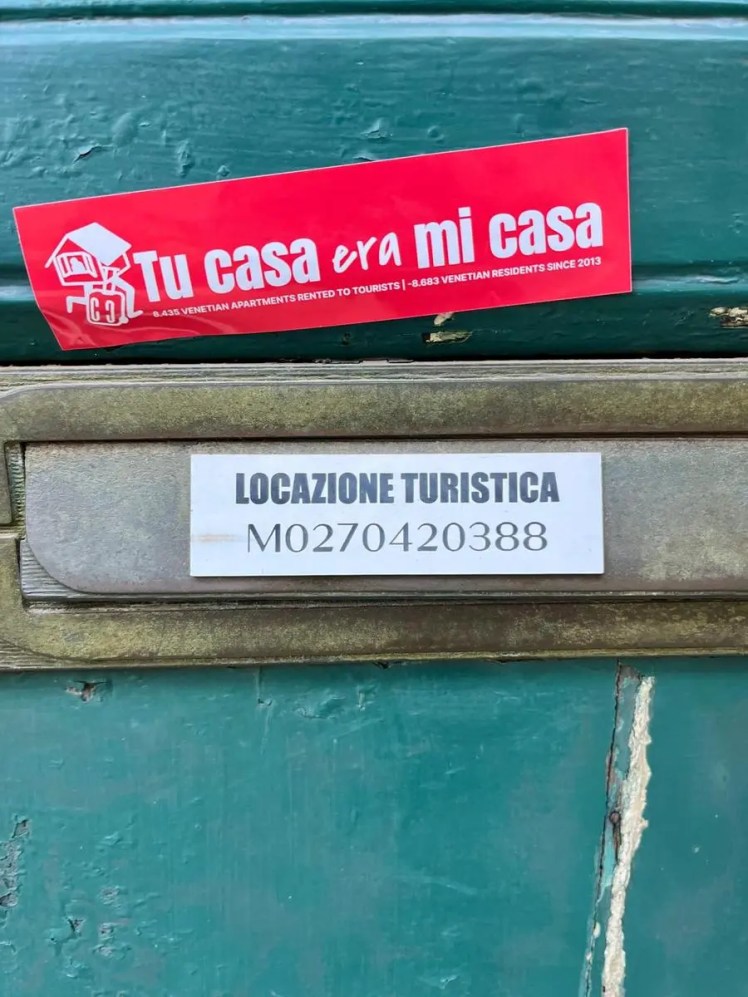 Tu casa era mi casa
8.435 VENETIAN APARTMENTS RENTED TO TOURISTS | -8.683 VENETIAN RESIDENTS SINCE 2013
LOCAZIONE TURISTICA
M0270420388